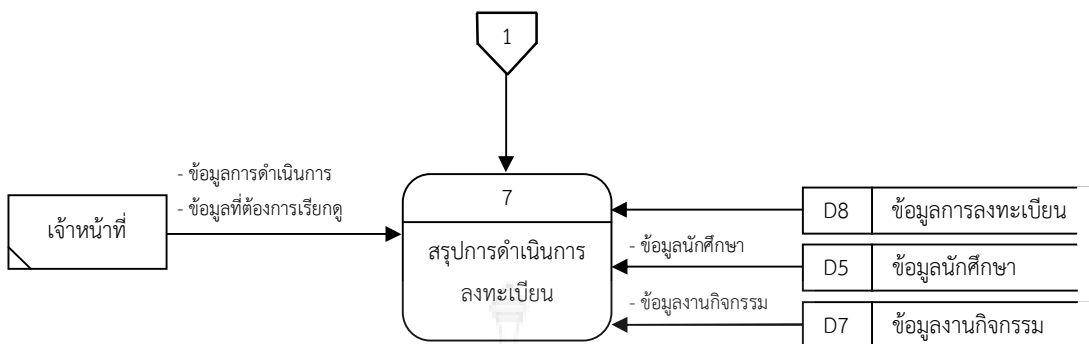 1
- ข้อมูลการดำเนินการ
- ข้อมูลที่ต้องการเรียกดู
เจ้าหน้าที่
7
สรุปการดำเนินการ
ลงทะเบียน
D8 ข้อมูลการลงทะเบียน
- ข้อมูลนักศึกษา
D5 ข้อมูลนักศึกษา
- ข้อมูลงานกิจกรรม
D7 ข้อมูลงานกิจกรรม